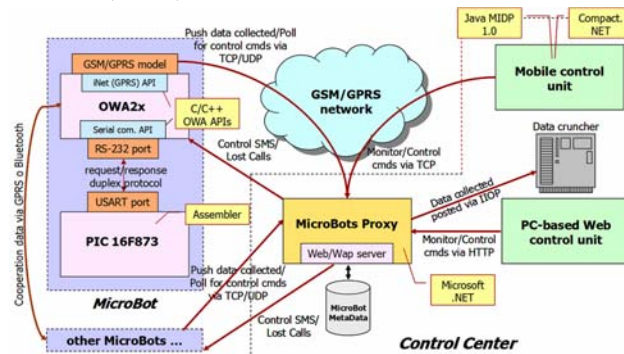 Push data collected/Poll
for control cmds via
TCP/UDP
Java MIDP
1.0
Compact.
.NET
GSM/GPRS model
iNet (GPRS) API
OWA2x
C/C++
OWA APIs
Serial com. API
RS-232 port
request/response
duplex protocol
USART port
Assembler
PIC 16F873
MicroBot
Cooperation data via GPRS o Bluetooth
other MicroBots ...
GSM/GPRS
network
Control SMS/
Lost Calls
Monitor/Control
cmds via TCP
Mobile control
unit
Data cruncher
Data collected
posted via IIOP
MicroBots Proxy
Web/Wap server
PC-based Web
control unit
Monitor/Control
cmds via HTTP
Push data collected/
Poll for control cmds
via TCP/UDP
Microsoft
.NET
MicroBot
MetaData
Control SMS/
Lost Calls
Control Center